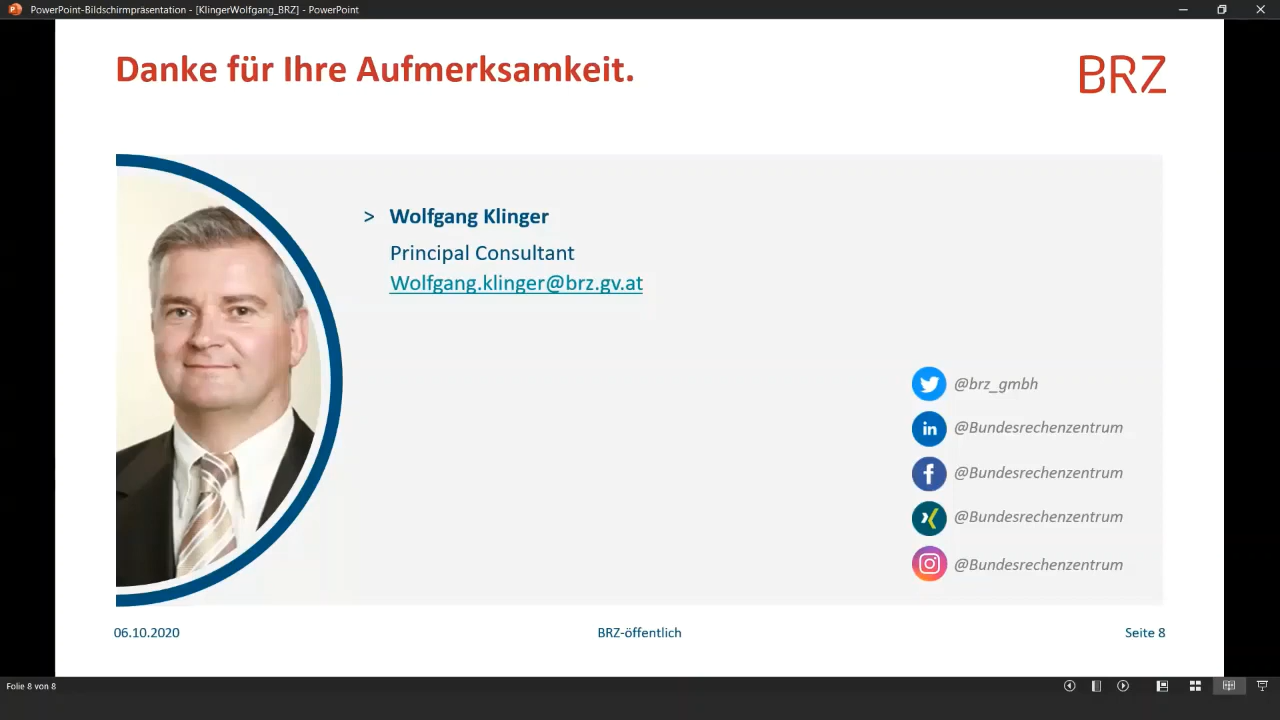 PowerPoint-Bildschirmpräsentation - [KlingerWolfgang_BRZ] - PowerPoint
Danke für Ihre Aufmerksamkeit.
BRZ
> Wolfgang Klinger
Principal Consultant
Wolfgang.klinger@brz.gv.at
@brz_gmbh
in @Bundesrechenzentrum
f @Bundesrechenzentrum
@Bundesrechenzentrum
@Bundesrechenzentrum
06.10.2020
BRZ-öffentlich
Seite 8
Folie 8 von 8